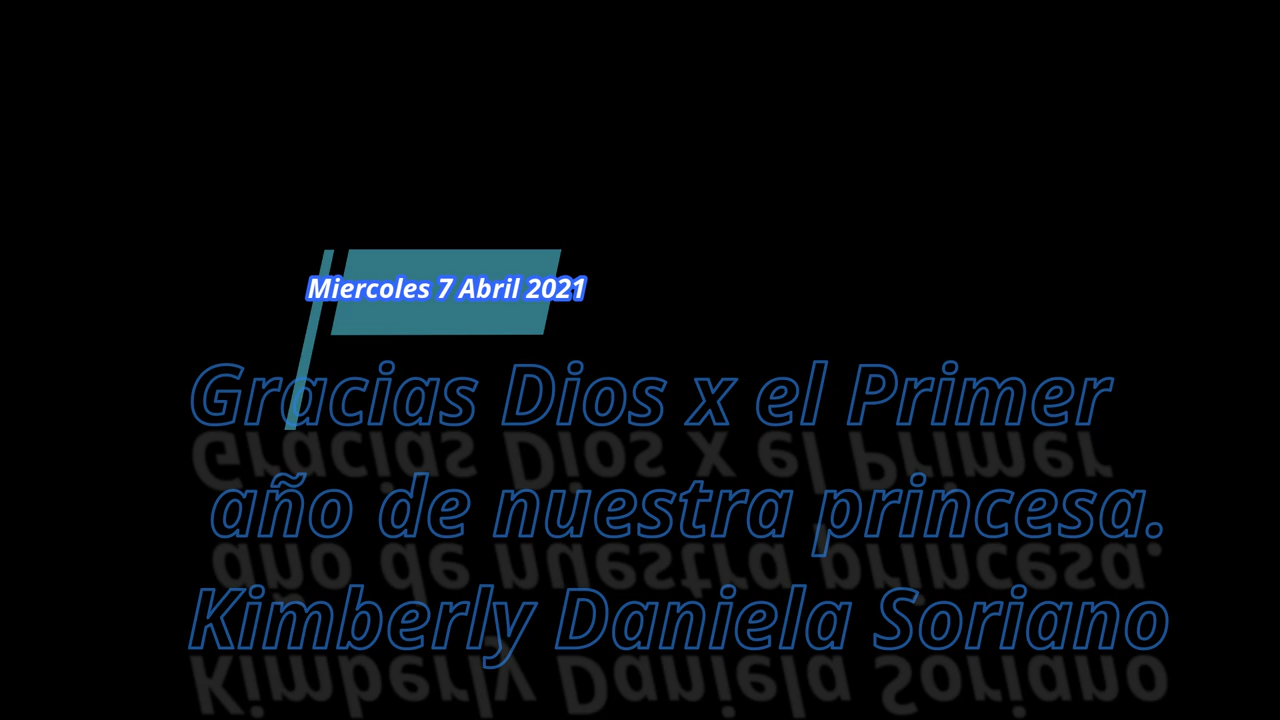 Miercoles 7 Abril 2021
Gracias Dios x el Primer
año de nuestra princesa.
Kimberly Daniela Soriano